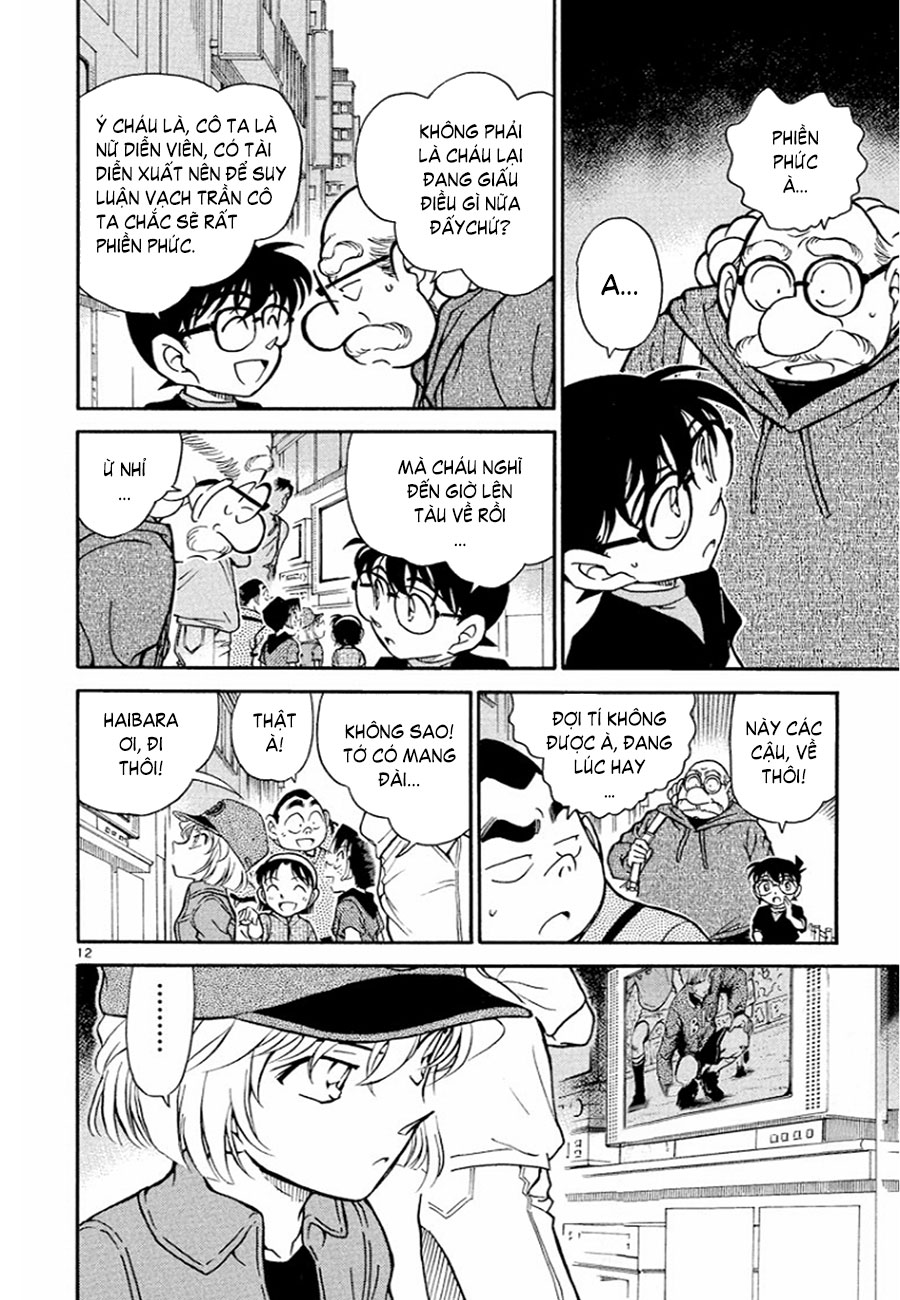 PHIỀN
PHỨC
À...
A...
KHÔNG PHẢI
LÀ CHÁU LẠI
ĐANG GIẤU
ĐIỀU GÌ NỮA
ĐẤYCHỨ?
Ý CHÁU LÀ, CÔ TA LÀ
NỮ DIỄN VIÊN, CÓ TÀI
DIỄN XUẤT NÊN ĐỂ SUY
LUẬN VẠCH TRẦN CÔ
TA CHẮC SẼ RẤT
PHIỀN PHỨC.
MÀ CHÁU NGHĨ
ĐẾN GIỜ LÊN
TÀU VỀ RỒI
...
Ừ NHỈ
...
NÀY CÁC
CẬU, VỀ
THÔI!
ĐỢI TÍ KHÔNG
ĐƯỢC À, ĐANG
LÚC HAY
...
KHÔNG SAO!
TỚ CÓ MANG
ĐÀI...
THẬT
À!
HAIBARA
ƠI, ĐI
THÔI!
12
.........